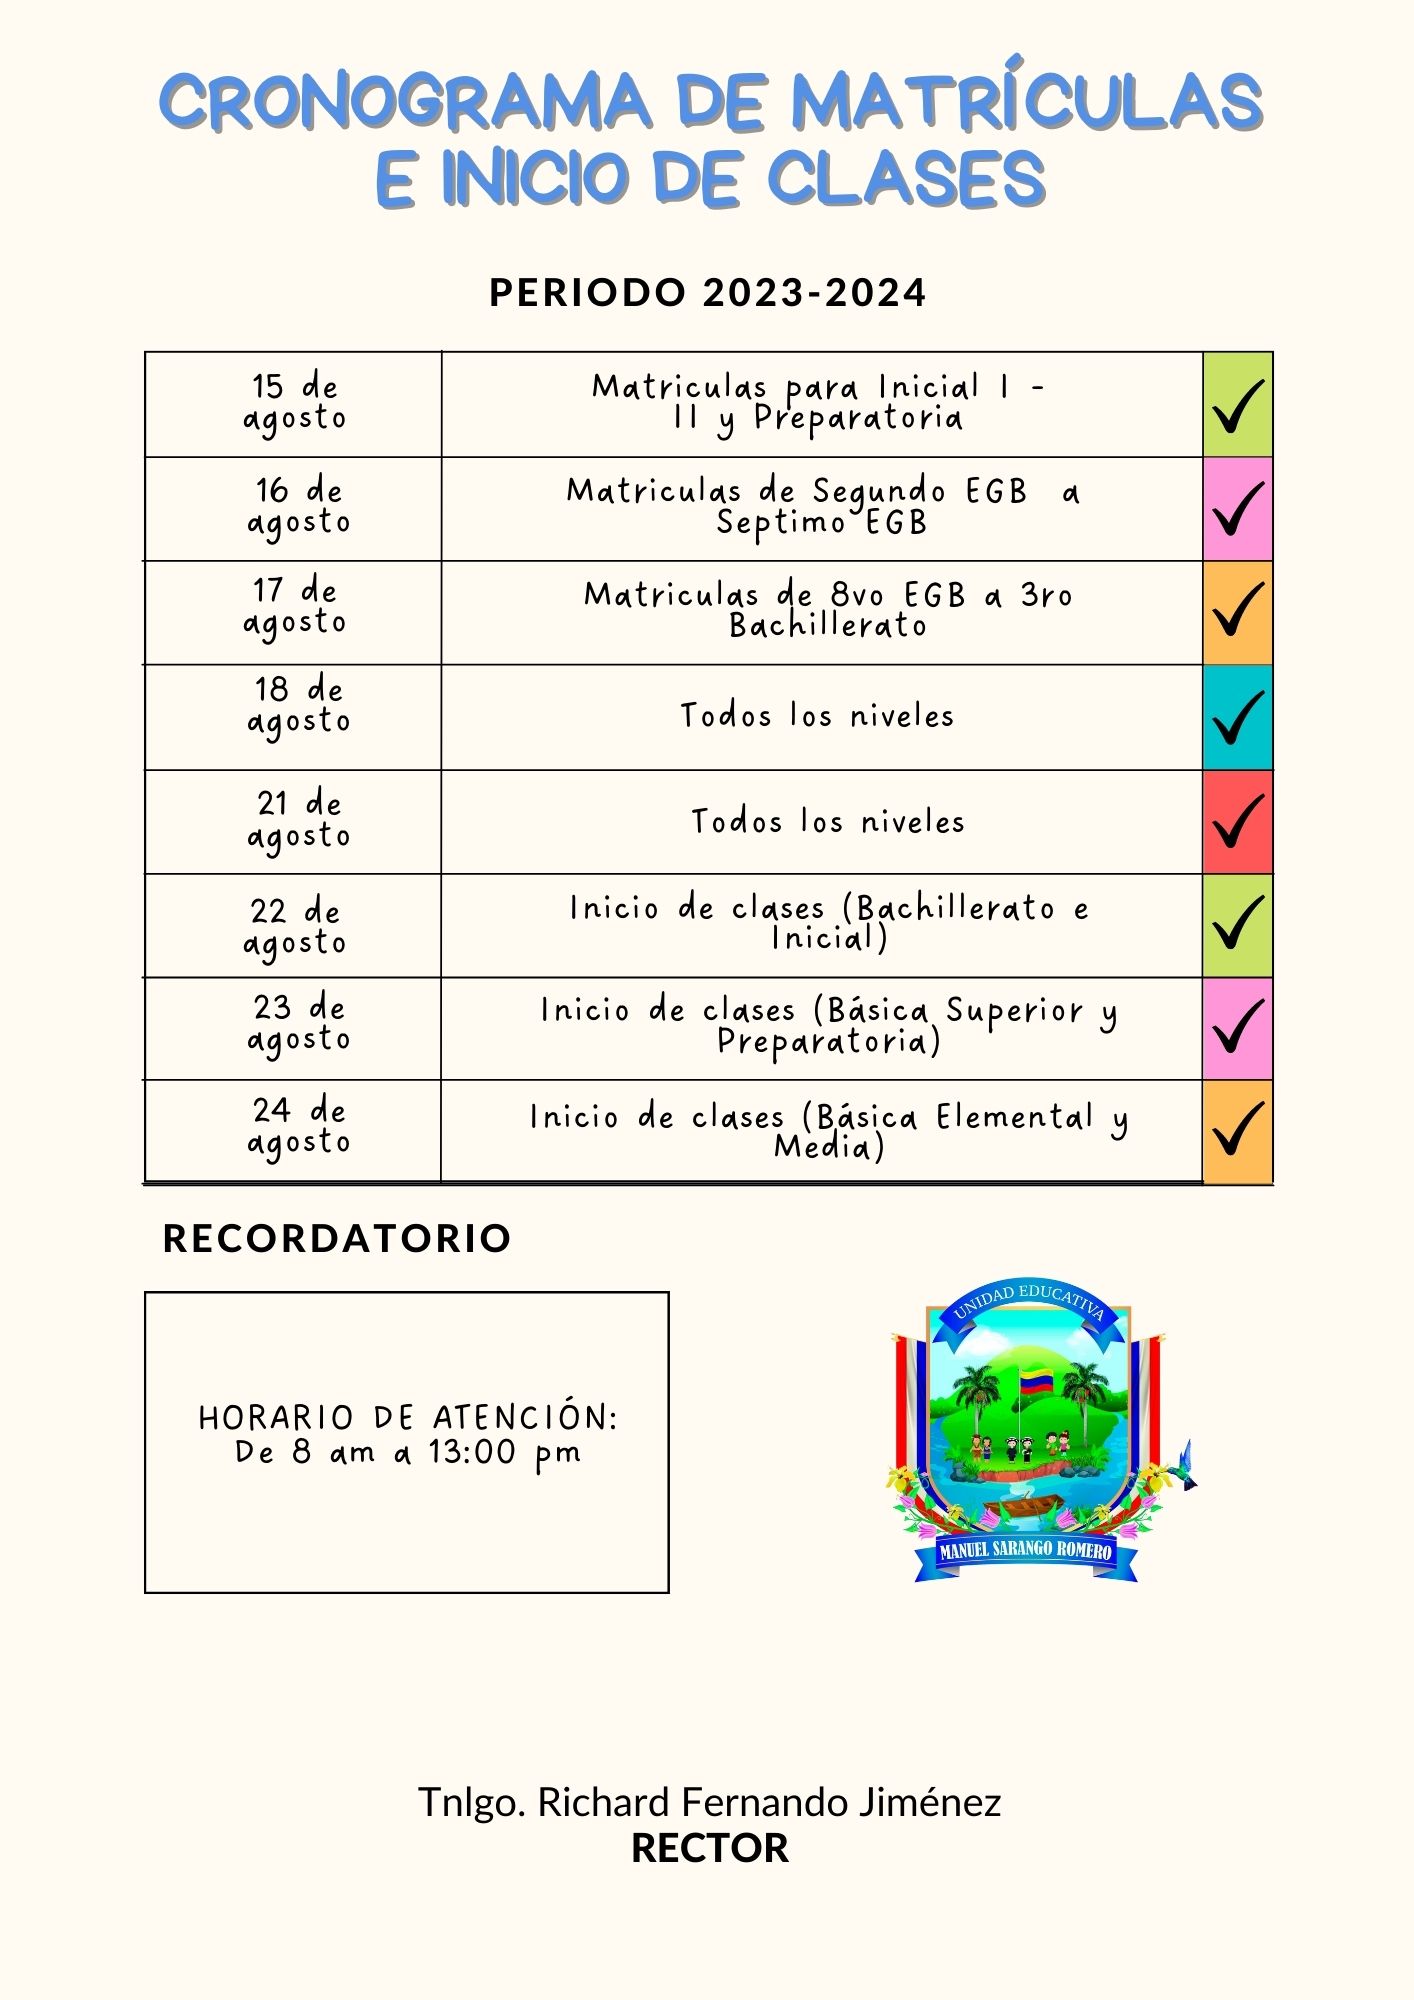 CRONOGRAMA DE MATRÍCULAS
E INICIO DE CLASES
PERIODO 2023-2024
15 de
agosto
Matriculas para Inicial I -
II y Preparatoria
16 de
agosto
Matriculas de Segundo EGB a
Septimo EGB
17 de
agosto
Matriculas de 8vo EGB a 3ro
Bachillerato
18 de
agosto
Todos los niveles
21 de
agosto
Todos los niveles
22 de
agosto
Inicio de clases (Bachillerato e
Inicial)
23 de
agosto
Inicio de clases (Básica Superior y
Preparatoria)
24 de
agosto
Inicio de clases (Básica Elemental y
Media)
RECORDATORIO
HORARIO DE ATENCIÓN:
De 8 am a 13:00 pm
UNIDAD EDUCATIVA
MANUEL SARANGO ROMERO
Tnlgo. Richard Fernando Jiménez
RECTOR